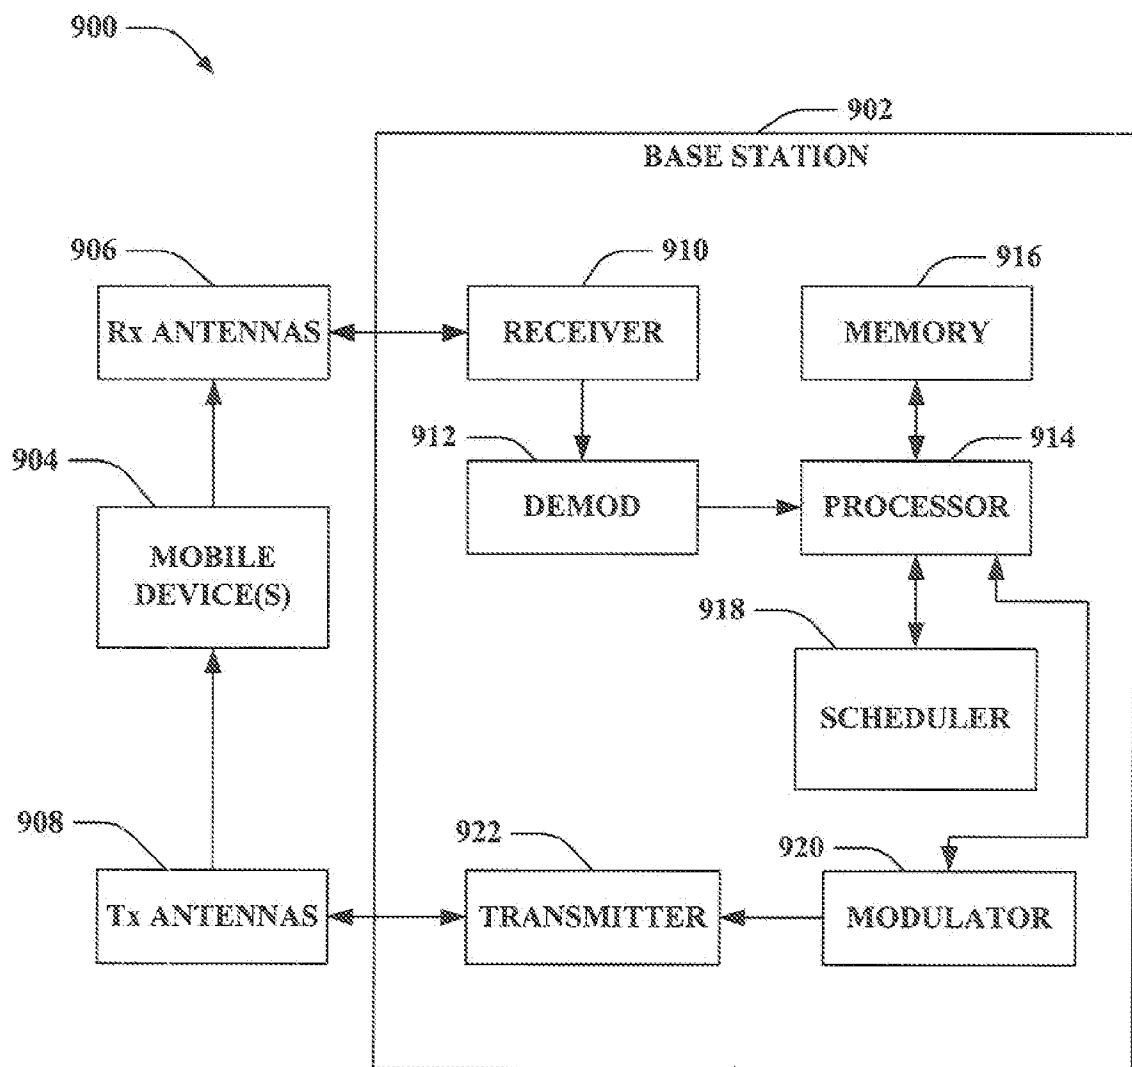 900
902
BASE STATION
906
910
916
Rx ANTENNAS
RECEIVER
MEMORY
904
912
914
DEMOD
PROCESSOR
MOBILE
DEVICE(S)
918
SCHEDULER
908
922
920
Tx ANTENNAS
TRANSMITTER
MODULATOR